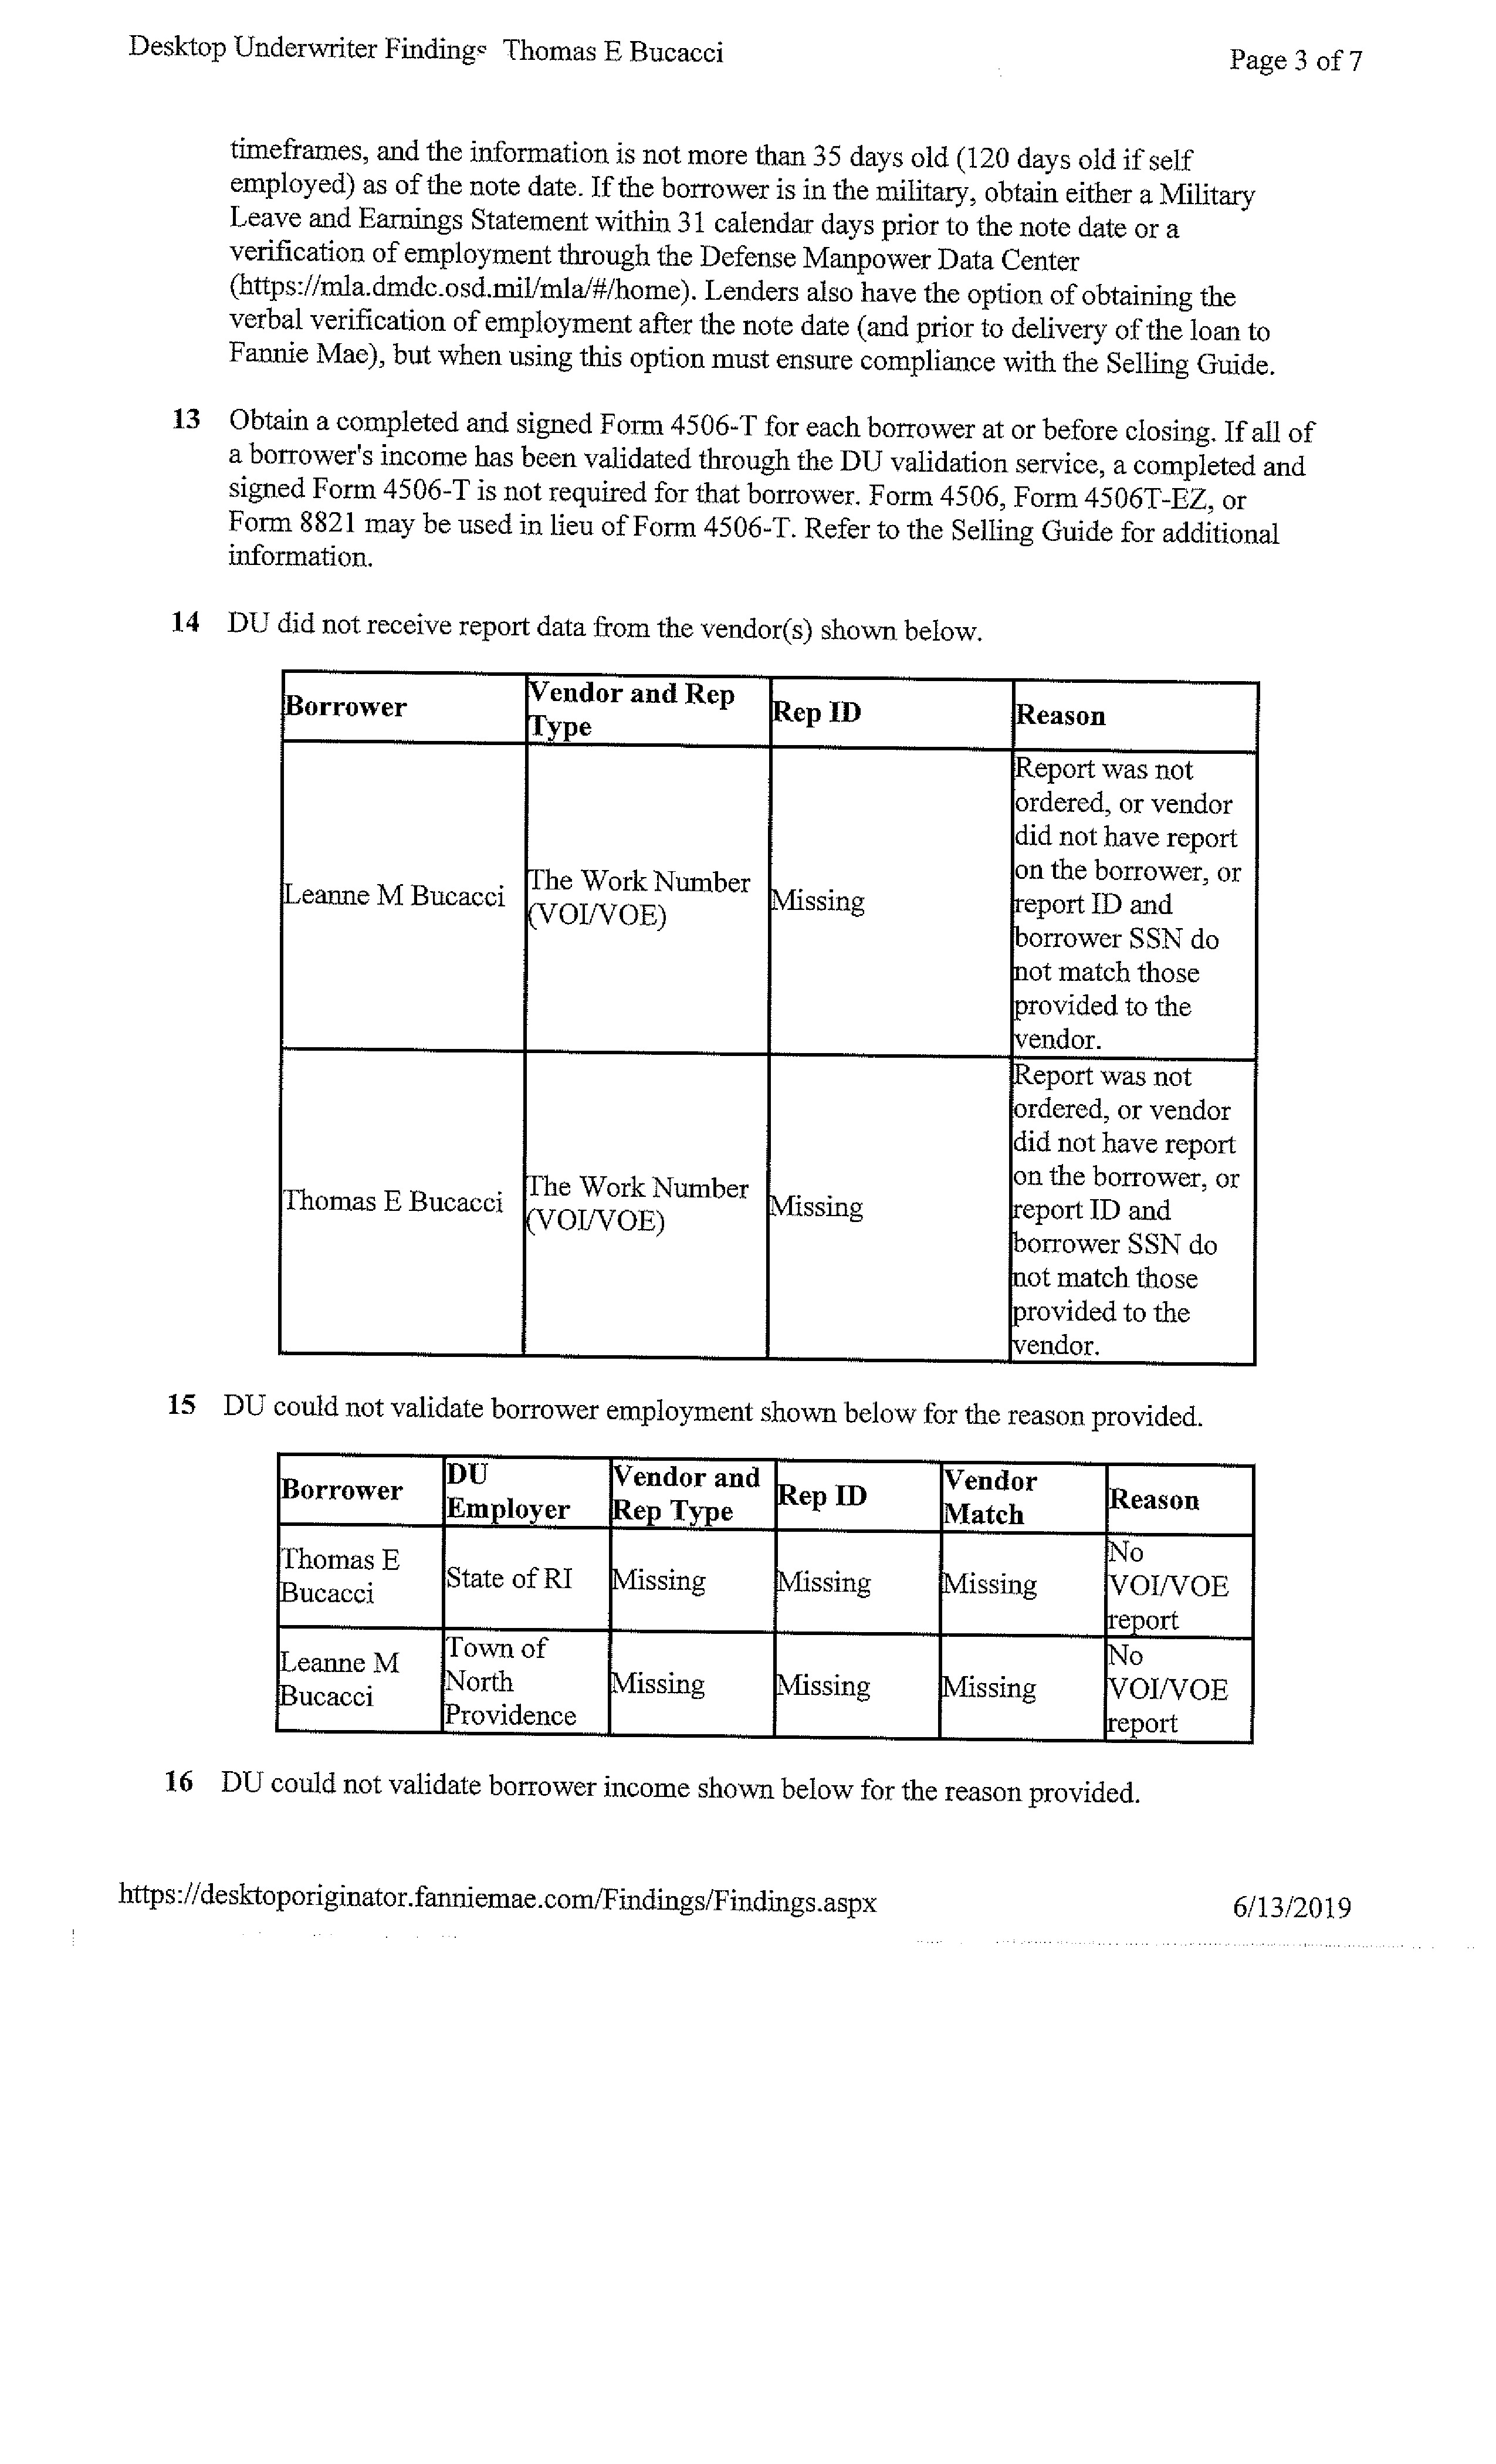 Desktop Underwriter Findings Thomas E Bucacci
Page 3 of 7
timeframes, and the information is not more than 35 days old (120 days old if self
employed) as of the note date. If the borrower is in the military, obtain either a Military
Leave and Earnings Statement within 31 calendar days prior to the note date or a
verification of employment through the Defense Manpower Data Center
(https://mla.dmdc.osd.mil/mla/#/home). Lenders also have the option of obtaining the
verbal verification of employment after the note date (and prior to delivery of the loan to
Fannie Mae), but when using this option must ensure compliance with the Selling Guide.
13 Obtain a completed and signed Form 4506-T for each borrower at or before closing. If all of
a borrower's income has been validated through the DU validation service, a completed and
signed Form 4506-T is not required for that borrower. Form 4506, Form 4506T-EZ, or
Form 8821 may be used in lieu of Form 4506-T. Refer to the Selling Guide for additional
information.
14 DU did not receive report data from the vendor(s) shown below.
Borrower
Vendor and Rep
Type
Rep ID
Reason
Leanne M Bucacci
The Work Number
(VOI/VOE)
Missing
Report was not
ordered, or vendor
did not have report
on the borrower, or
report ID and
borrower SSN do
not match those
provided to the
vendor.
Thomas E Bucacci
The Work Number
(VOI/VOE)
Missing
Report was not
ordered, or vendor
did not have report
on the borrower, or
report ID and
borrower SSN do
not match those
provided to the
vendor.
15 DU could not validate borrower employment shown below for the reason provided.
Borrower
DU
Employer
Vendor and
Rep Type
Rep ID
Vendor
Match
Reason
Thomas E
Bucacci
State of RI
Missing
Missing
Missing
No
VOI/VOE
report
Leanne M
Bucacci
Town of
North
Providence
Missing
Missing
Missing
No
VOI/VOE
report
16 DU could not validate borrower income shown below for the reason provided.
https://desktoporiginator.fanniemae.com/Findings/Findings.aspx
6/13/2019